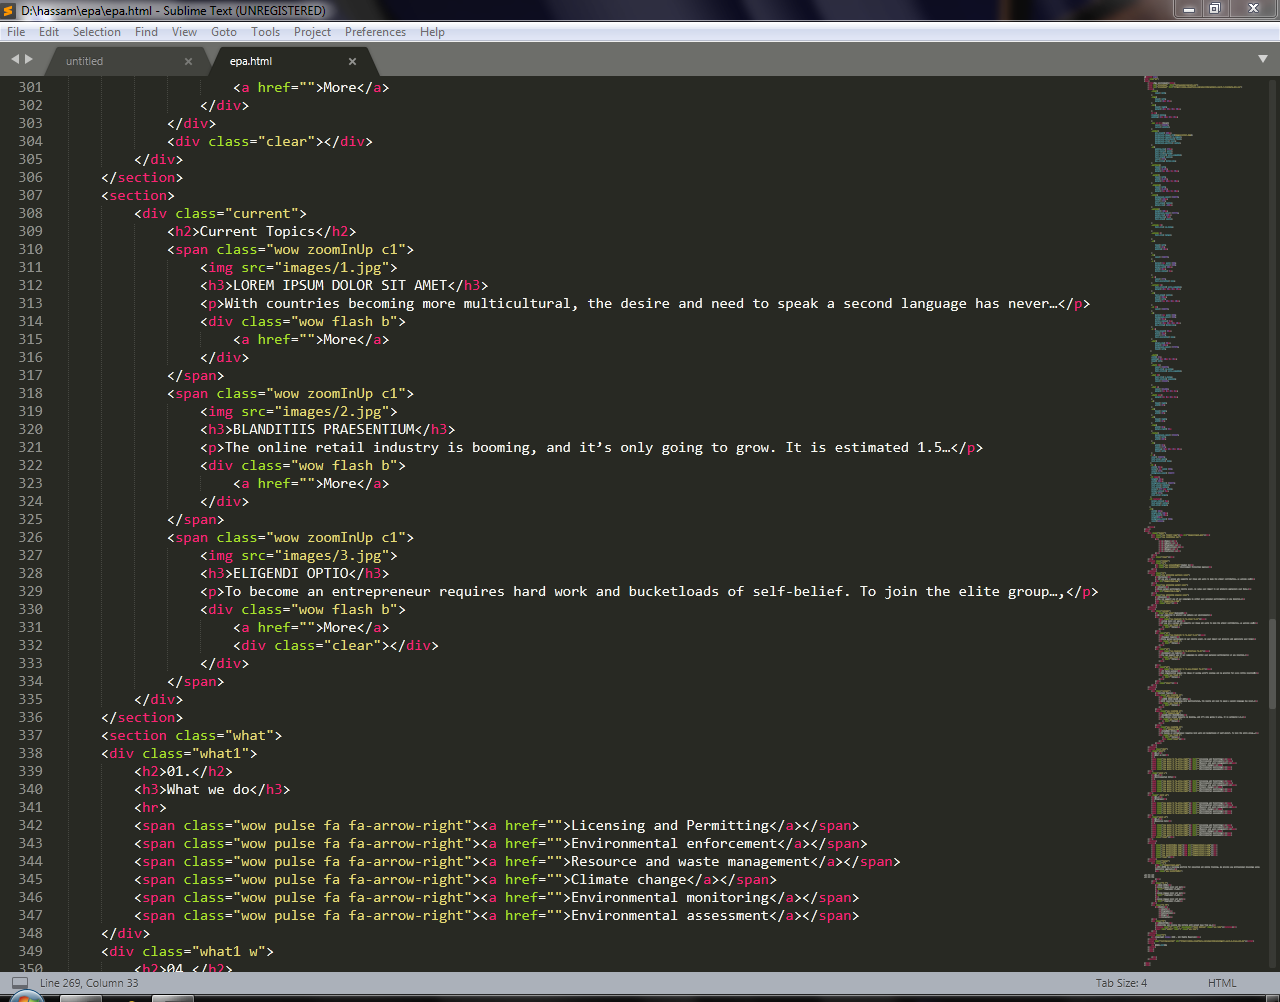 D:\hassam\epa\epa.html - Sublime Text (UNREGISTERED)
File Edit Selection Find View Goto Tools Project Preferences Help
untitled epa.html
301 <a href="">More</a>
302 </div>
303 </div>
304 <div class="clear"></div>
305 </div>
306 </section>
307 <section>
308 <div class="current">
309 <h2>Current Topics</h2>
310 <span class="wow zoomInUp c1">
311 <img src="images/1.jpg">
312 <h3>LOREM IPSUM DOLOR SIT AMET</h3>
313 <p>With countries becoming more multicultural, the desire and need to speak a second language has never…</p>
314 <div class="wow flash b">
315 <a href="">More</a>
316 </div>
317 </span>
318 <span class="wow zoomInUp c1">
319 <img src="images/2.jpg">
320 <h3>BLANDITIIS PRAESENTIUM</h3>
321 <p>The online retail industry is booming, and it’s only going to grow. It is estimated 1.5…</p>
322 <div class="wow flash b">
323 <a href="">More</a>
324 </div>
325 </span>
326 <span class="wow zoomInUp c1">
327 <img src="images/3.jpg">
328 <h3>ELIGENDI OPTIO</h3>
329 <p>To become an entrepreneur requires hard work and bucketloads of self-belief. To join the elite group…,</p>
330 <div class="wow flash b">
331 <a href="">More</a>
332 <div class="clear"></div>
333 </div>
334 </span>
335 </div>
336 </section>
337 <section class="what">
338 <div class="what1">
339 <h2>01.</h2>
340 <h3>What we do</h3>
341 <hr>
342 <span class="wow pulse fa fa-arrow-right"><a href="">Licensing and Permitting</a></span>
343 <span class="wow pulse fa fa-arrow-right"><a href="">Environmental enforcement</a></span>
344 <span class="wow pulse fa fa-arrow-right"><a href="">Resource and waste management</a></span>
345 <span class="wow pulse fa fa-arrow-right"><a href="">Climate change</a></span>
346 <span class="wow pulse fa fa-arrow-right"><a href="">Environmental monitoring</a></span>
347 <span class="wow pulse fa fa-arrow-right"><a href="">Environmental assessment</a></span>
348 </div>
349 <div class="what1 w">
350 <h2>04.</h2>
Line 269, Column 33 Tab Size: 4 HTML